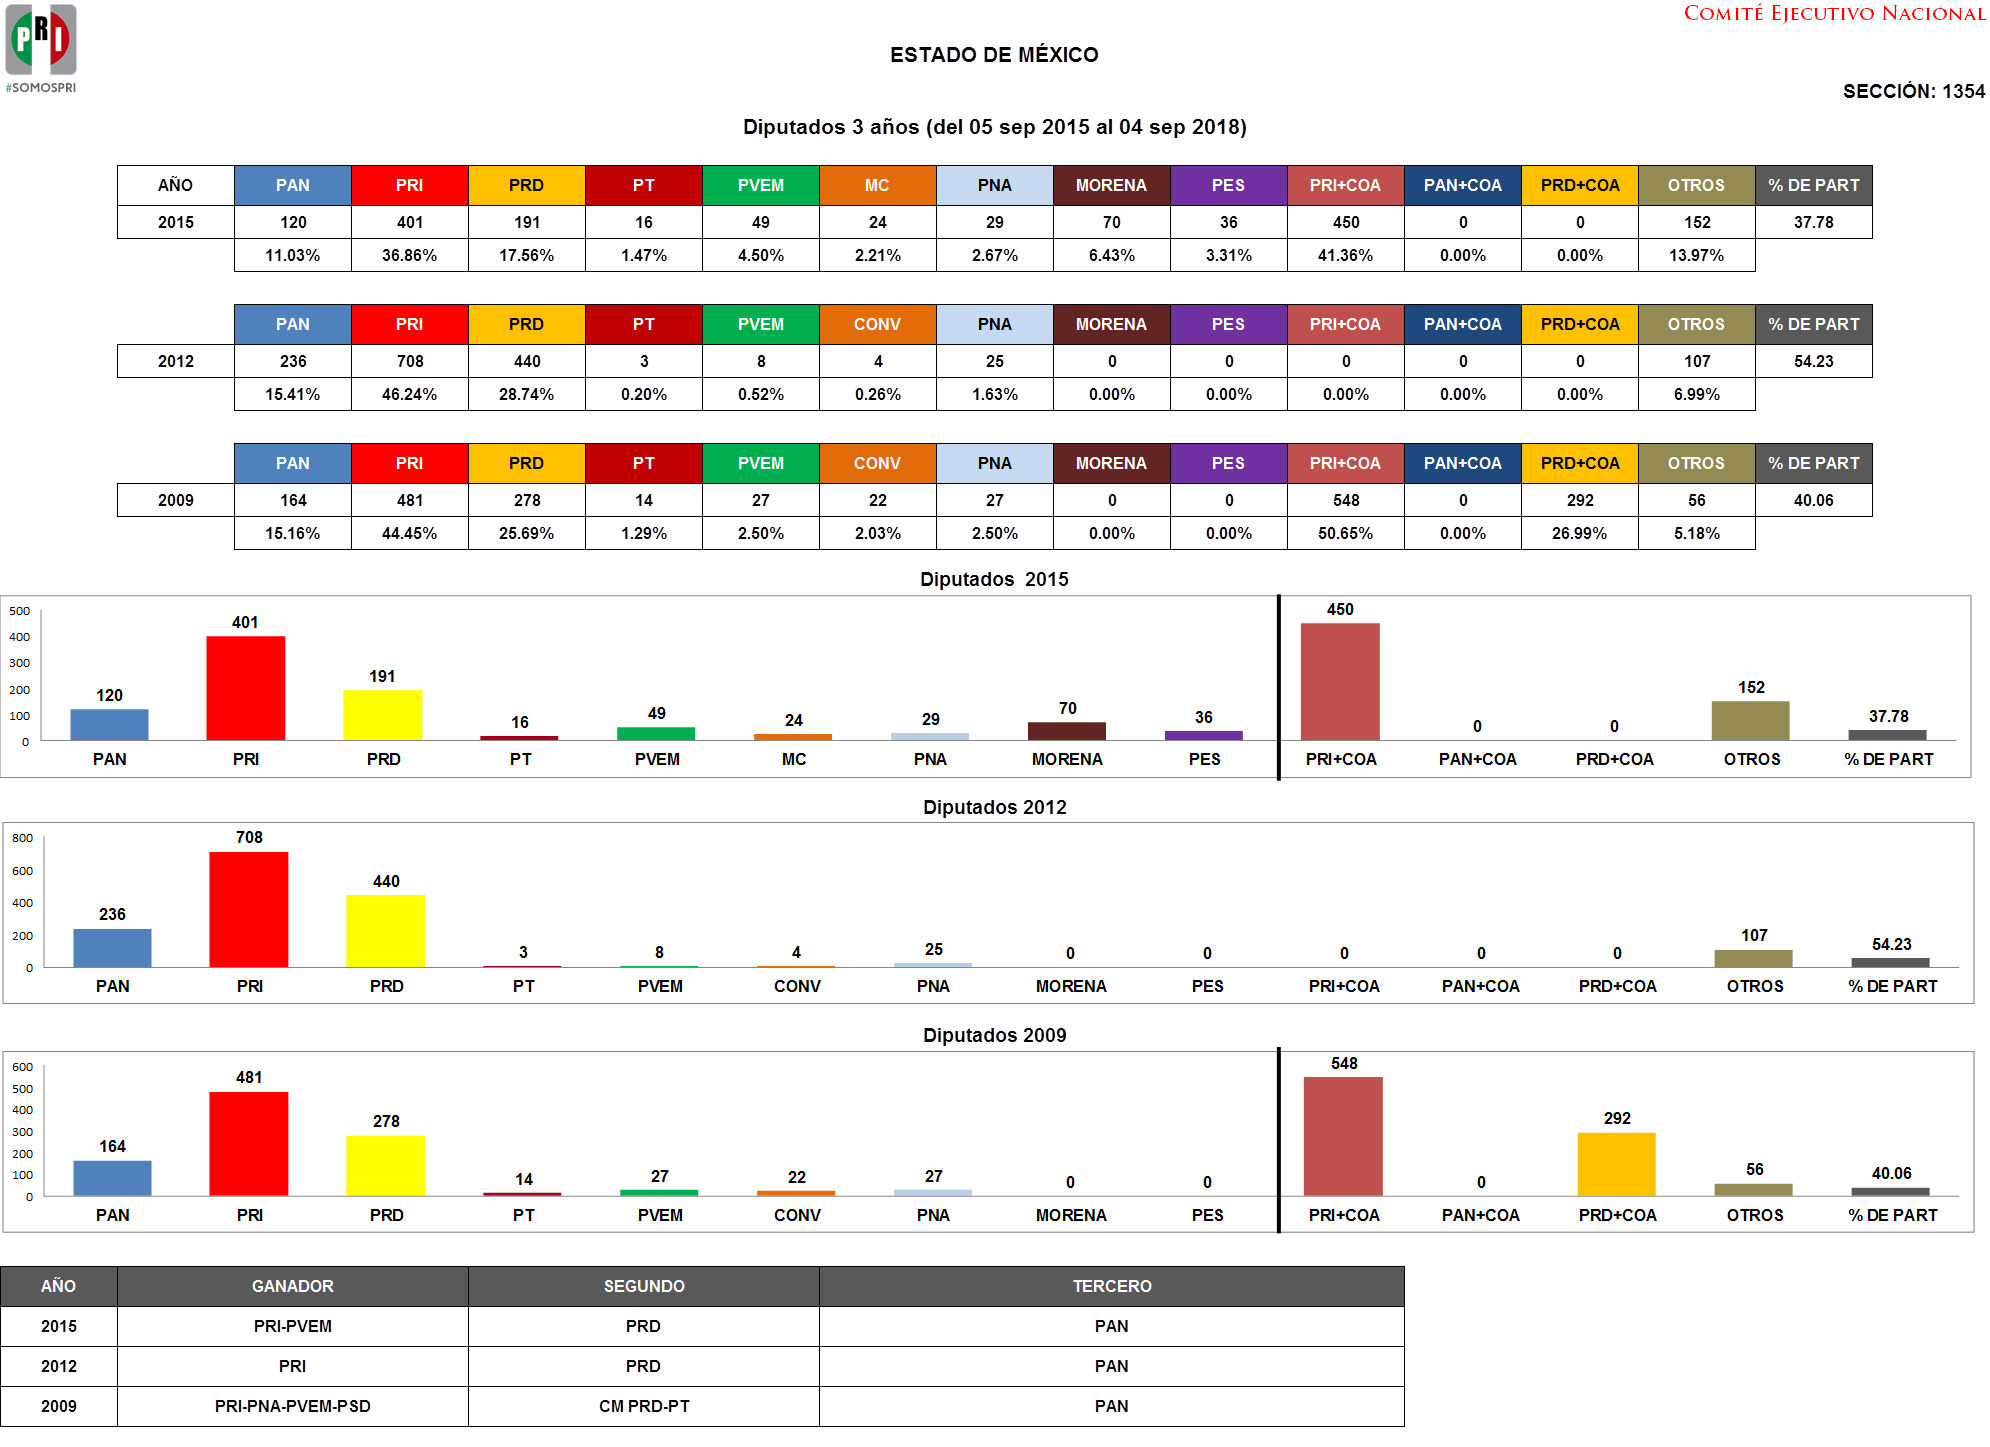 PRI
#SOMOSPRI
COMITÉ EJECUTIVO NACIONAL
ESTADO DE MÉXICO
SECCIÓN: 1354
Diputados 3 años (del 05 sep 2015 al 04 sep 2018)
AÑO PAN PRI PRD PT PVEM MC PNA MORENA PES PRI+COA PAN+COA PRD+COA OTROS % DE PART
2015 120 401 191 16 49 24 29 70 36 450 0 0 152 37.78
11.03% 36.86% 17.56% 1.47% 4.50% 2.21% 2.67% 6.43% 3.31% 41.36% 0.00% 0.00% 13.97%
PAN PRI PRD PT PVEM CONV PNA MORENA PES PRI+COA PAN+COA PRD+COA OTROS % DE PART
2012 236 708 440 3 8 4 25 0 0 0 0 0 107 54.23
15.41% 46.24% 28.74% 0.20% 0.52% 0.26% 1.63% 0.00% 0.00% 0.00% 0.00% 0.00% 6.99%
PAN PRI PRD PT PVEM CONV PNA MORENA PES PRI+COA PAN+COA PRD+COA OTROS % DE PART
2009 164 481 278 14 27 22 27 0 0 548 0 292 56 40.06
15.16% 44.45% 25.69% 1.29% 2.50% 2.03% 2.50% 0.00% 0.00% 50.65% 0.00% 26.99% 5.18%
Diputados 2015
500
400
300
200
100
0
120 401 191 16 49 24 29 70 36 450 0 0 152 37.78
PAN PRI PRD PT PVEM MC PNA MORENA PES PRI+COA PAN+COA PRD+COA OTROS % DE PART
Diputados 2012
800
600
400
200
0
236 708 440 3 8 4 25 0 0 0 0 0 107 54.23
PAN PRI PRD PT PVEM CONV PNA MORENA PES PRI+COA PAN+COA PRD+COA OTROS % DE PART
Diputados 2009
600
500
400
300
200
100
0
164 481 278 14 27 22 27 0 0 548 0 292 56 40.06
PAN PRI PRD PT PVEM CONV PNA MORENA PES PRI+COA PAN+COA PRD+COA OTROS % DE PART
AÑO GANADOR SEGUNDO TERCERO
2015 PRI-PVEM PRD PAN
2012 PRI PRD PAN
2009 PRI-PNA-PVEM-PSD CM PRD-PT PAN